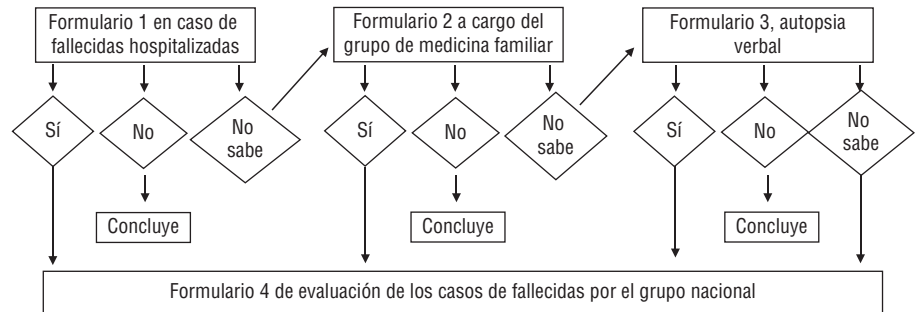 Formulario 1 en caso de
fallecidas hospitalizadas
Formulario 2 a cargo del
grupo de medicina familiar
Formulario 3, autopsia
verbal
Sí
No
No
sabe
Sí
No
No
sabe
Sí
No
No
sabe
Concluye
Concluye
Concluye
Formulario 4 de evaluación de los casos de fallecidas por el grupo nacional